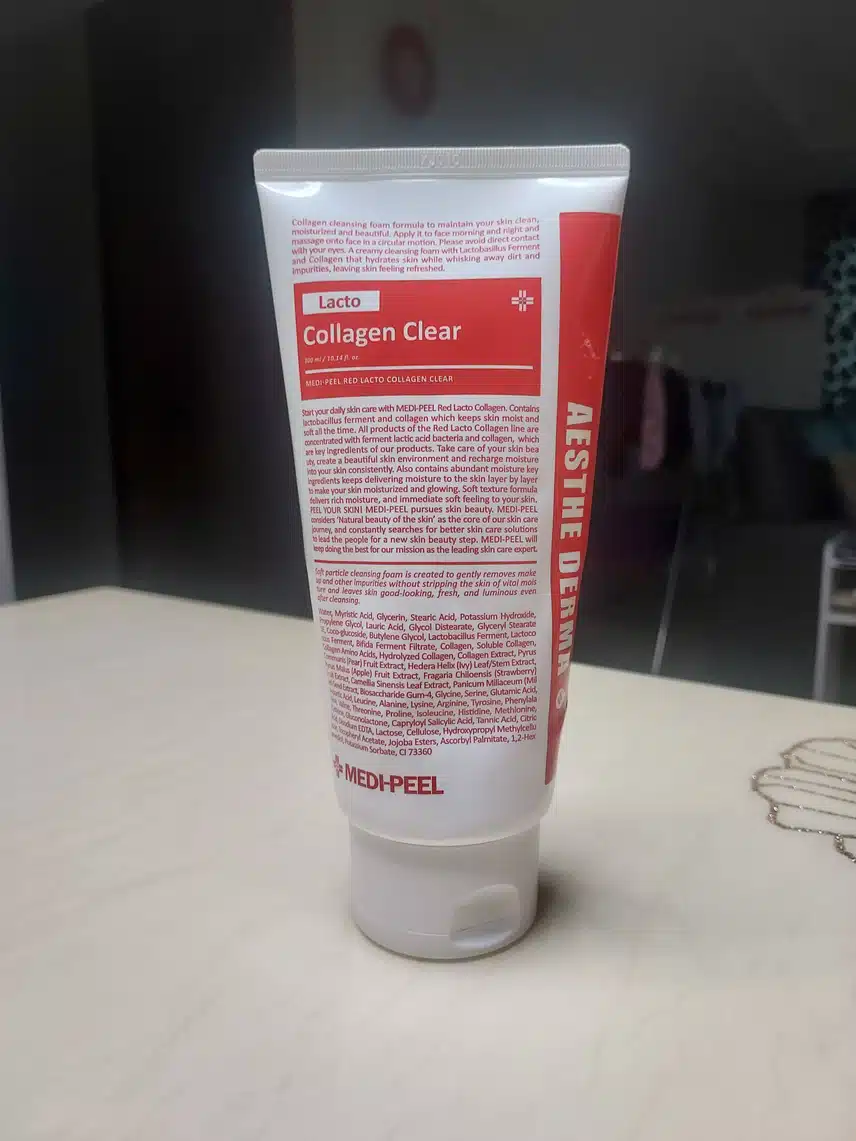 Collagen cleansing foam formula to maintain your skin clean,
moisturized and beautiful. Apply it to face morning and night and
massage onto face in a circular motion. Please avoid direct contact
with your eyes. A creamy cleansing foam with Lactobasillus Ferment
and Collagen that hydrates skin while whisking away dirt and
impurities, leaving skin feeling refreshed.
Lacto
Collagen Clear
300 ml / 10.14 fl. oz.
MEDI-PEEL RED LACTO COLLAGEN CLEAR
Start your daily skin care with MEDI-PEEL Red Lacto Collagen. Contains
lactobacillus ferment and collagen which keeps skin moist and
soft all the time. All products of the Red Lacto Collagen line are
concentrated with ferment lactic acid bacteria and collagen, which
are key ingredients of our products. Take care of your skin bea
uty, create a beautiful skin environment and recharge moisture
into your skin consistently. Also contains abundant moisture key
ingredients keeps delivering moisture to the skin layer by layer
to make your skin moisturized and glowing. Soft texture formula
delivers rich moisture, and immediate soft feeling to your skin.
PEEL YOUR SKIN! MEDI-PEEL pursues skin beauty. MEDI-PEEL
considers 'Natural beauty of the skin' as the core of our skin care
journey, and constantly searches for better skin care solutions
to lead the people for a new skin beauty step. MEDI-PEEL will
keep doing the best for our mission as the leading skin care expert.
Soft particle cleansing foam is created to gently removes make
up and other impurities without stripping the skin of vital mois
ture and leaves skin good-looking, fresh, and luminous even
after cleansing.
Water, Myristic Acid, Glycerin, Stearic Acid, Potassium Hydroxide,
Propylene Glycol, Lauric Acid, Glycol Distearate, Glyceryl Stearate
SE, Coco-glucoside, Butylene Glycol, Lactobacillus Ferment, Lactoco
ccus Ferment, Bifida Ferment Filtrate, Collagen, Soluble Collagen,
Collagen Amino Acids, Hydrolyzed Collagen, Collagen Extract, Pyrus
Communis (Pear) Fruit Extract, Hedera Helix (Ivy) Leaf/Stem Extract,
Pyrus Malus (Apple) Fruit Extract, Fragaria Chiloensis (Strawberry)
Fruit Extract, Camellia Sinensis Leaf Extract, Panicum Miliaceum (Mil
Seed Extract, Biosaccharide Gum-4, Glycine, Serine, Glutamic Acid,
Acid, Leucine, Alanine, Lysine, Arginine, Tyrosine, Phenylala
Valine, Threonine, Proline, Isoleucine, Histidine, Methionine,
Gluconolactone, Capryloyl Salicylic Acid, Tannic Acid, Citric
Disodium EDTA, Lactose, Cellulose, Hydroxypropyl Methylcellu
Tocopheryl Acetate, Jojoba Esters, Ascorbyl Palmitate, 1,2-Hex
Potassium Sorbate, CI 73360
MEDI-PEEL
AESTHE DERMA &